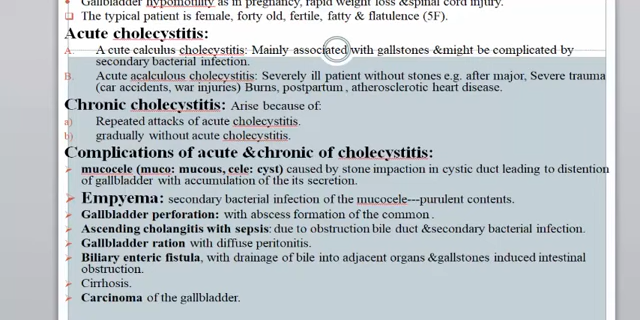 Gallbladder hypomotility as in pregnancy, rapid weight loss &spinal cord injury.
The typical patient is female, forty old, fertile, fatty & flatulence (5F).
Acute cholecystitis:
A. A cute calculus cholecystitis: Mainly associated with gallstones &might be complicated by
secondary bacterial infection.
B. Acute acalculous cholecystitis: Severely ill patient without stones e.g. after major, Severe trauma
(car accidents, war injuries) Burns, postpartum, atherosclerotic heart disease.
Chronic cholecystitis: Arise because of:
a) Repeated attacks of acute cholecystitis.
b) gradually without acute cholecystitis.
Complications of acute &chronic of cholecystitis:
mucocele (muco: mucous, cele: cyst) caused by stone impaction in cystic duct leading to distention
of gallbladder with accumulation of the its secretion.
Empyema: secondary bacterial infection of the mucocele---purulent contents.
Gallbladder perforation: with abscess formation of the common .
Ascending cholangitis with sepsis: due to obstruction bile duct &secondary bacterial infection.
Gallbladder ration with diffuse peritonitis.
Biliary enteric fistula, with drainage of bile into adjacent organs &gallstones induced intestinal
obstruction.
Cirrhosis.
Carcinoma of the gallbladder.